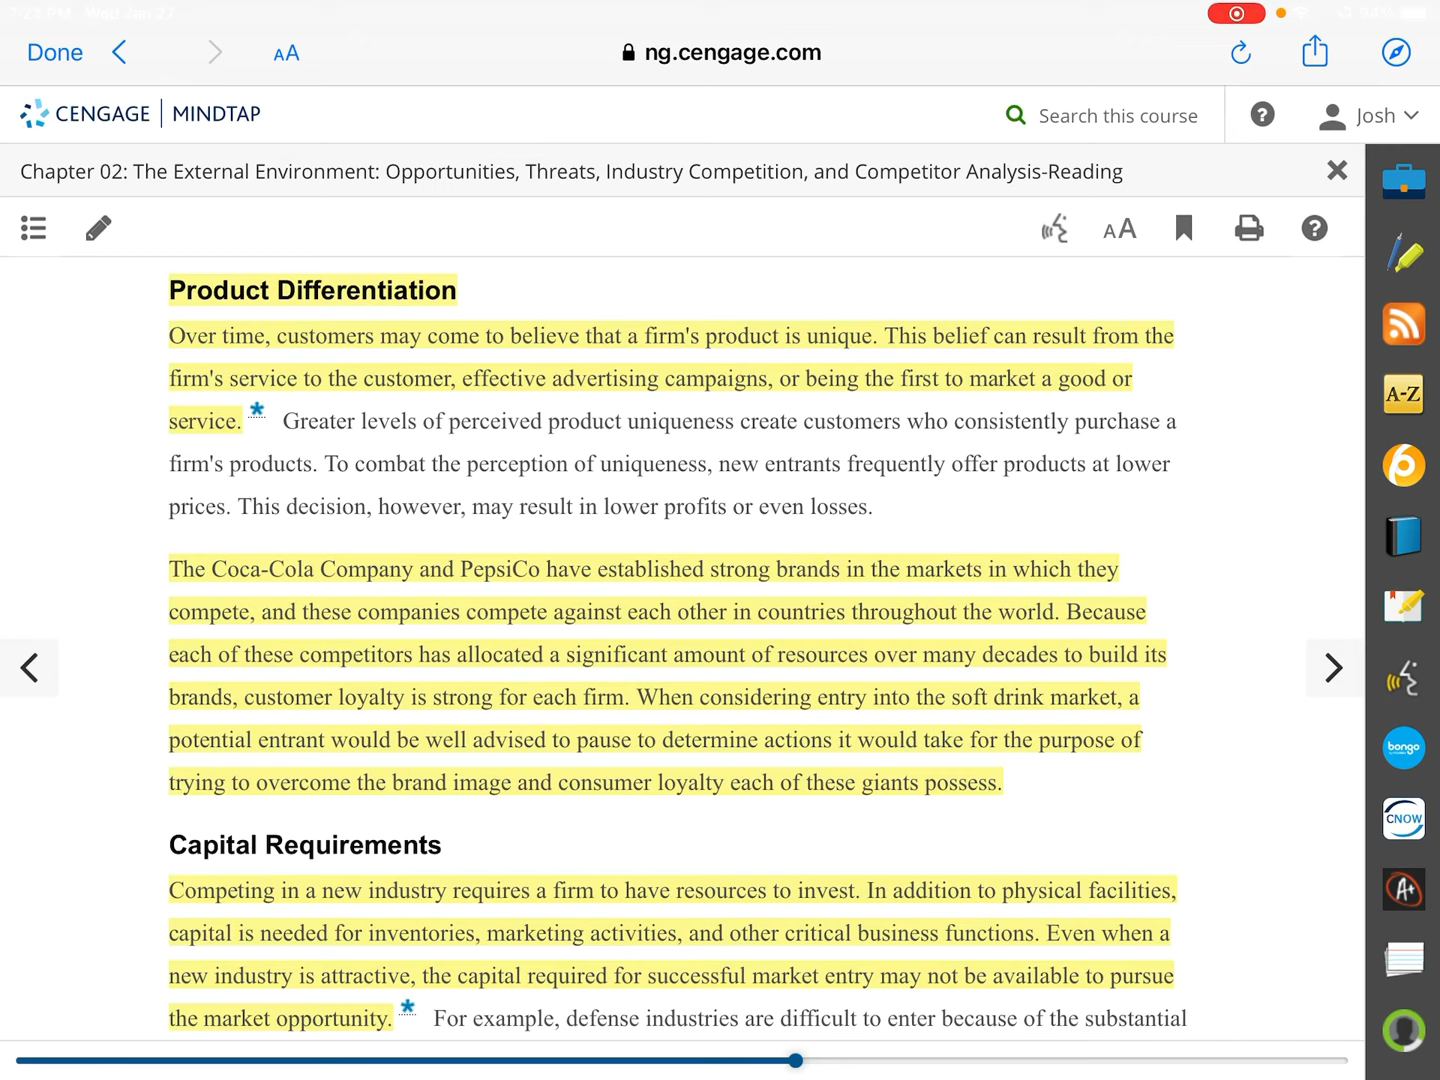 7:23 PM Wed Jan 27
94%
Done
AA
ng.cengage.com
CENGAGE | MINDTAP
Search this course
Josh
Chapter 02: The External Environment: Opportunities, Threats, Industry Competition, and Competitor Analysis-Reading
AA
Product Differentiation
Over time, customers may come to believe that a firm's product is unique. This belief can result from the
firm's service to the customer, effective advertising campaigns, or being the first to market a good or
service. * Greater levels of perceived product uniqueness create customers who consistently purchase a
firm's products. To combat the perception of uniqueness, new entrants frequently offer products at lower
prices. This decision, however, may result in lower profits or even losses.
The Coca-Cola Company and PepsiCo have established strong brands in the markets in which they
compete, and these companies compete against each other in countries throughout the world. Because
each of these competitors has allocated a significant amount of resources over many decades to build its
brands, customer loyalty is strong for each firm. When considering entry into the soft drink market, a
potential entrant would be well advised to pause to determine actions it would take for the purpose of
trying to overcome the brand image and consumer loyalty each of these giants possess.
Capital Requirements
Competing in a new industry requires a firm to have resources to invest. In addition to physical facilities,
capital is needed for inventories, marketing activities, and other critical business functions. Even when a
new industry is attractive, the capital required for successful market entry may not be available to pursue
the market opportunity. * For example, defense industries are difficult to enter because of the substantial
A-Z
bongo
CNOW
A+